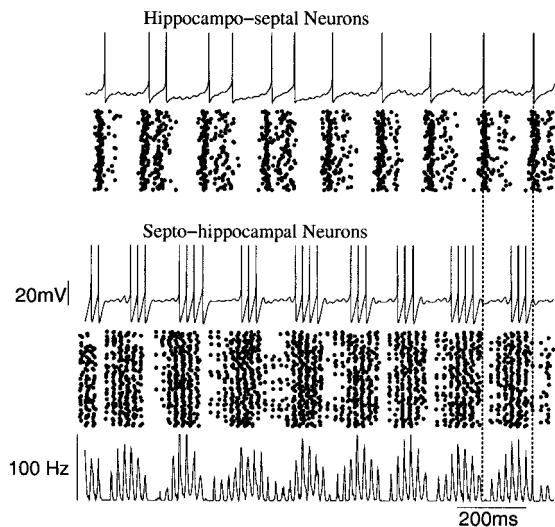 Hippocampo-septal Neurons
Septo-hippocampal Neurons
20mV
100 Hz
200ms